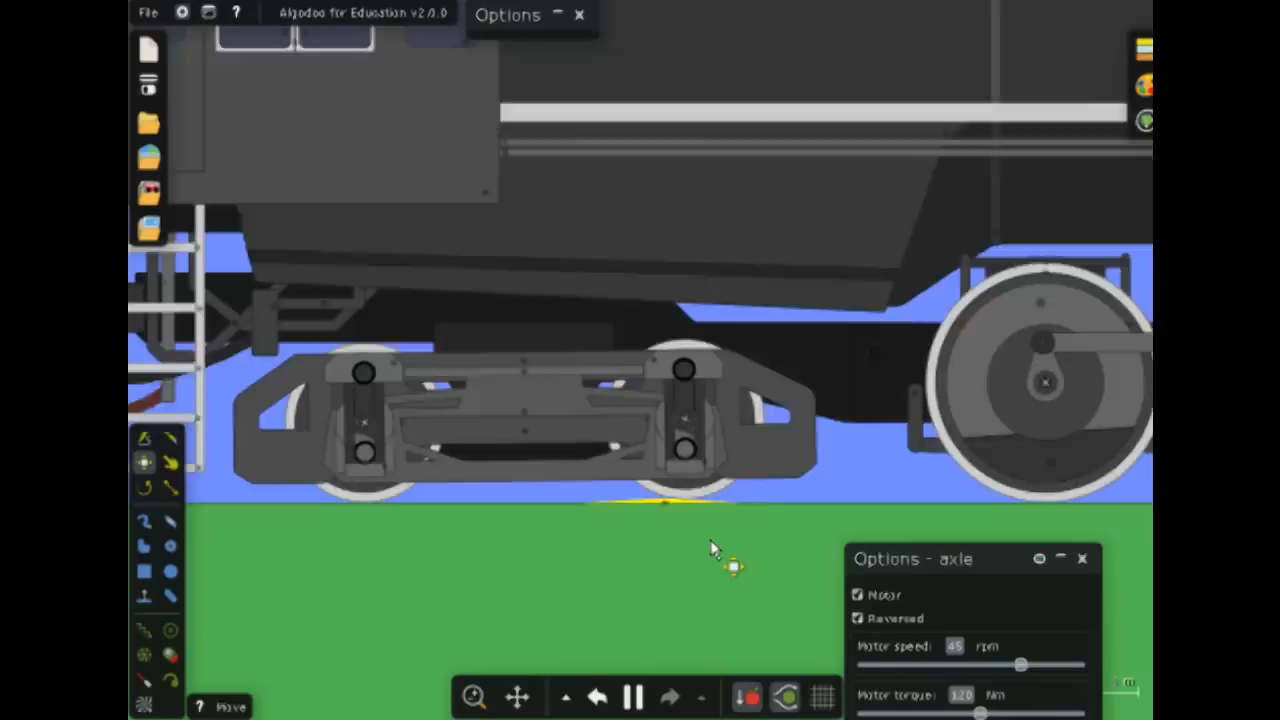 File ? Algodoo for Education v2.0.0
Options
Options - axle
Motor
Reversed
Motor speed: 45 rpm
Motor torque: 120 Nm
? Move